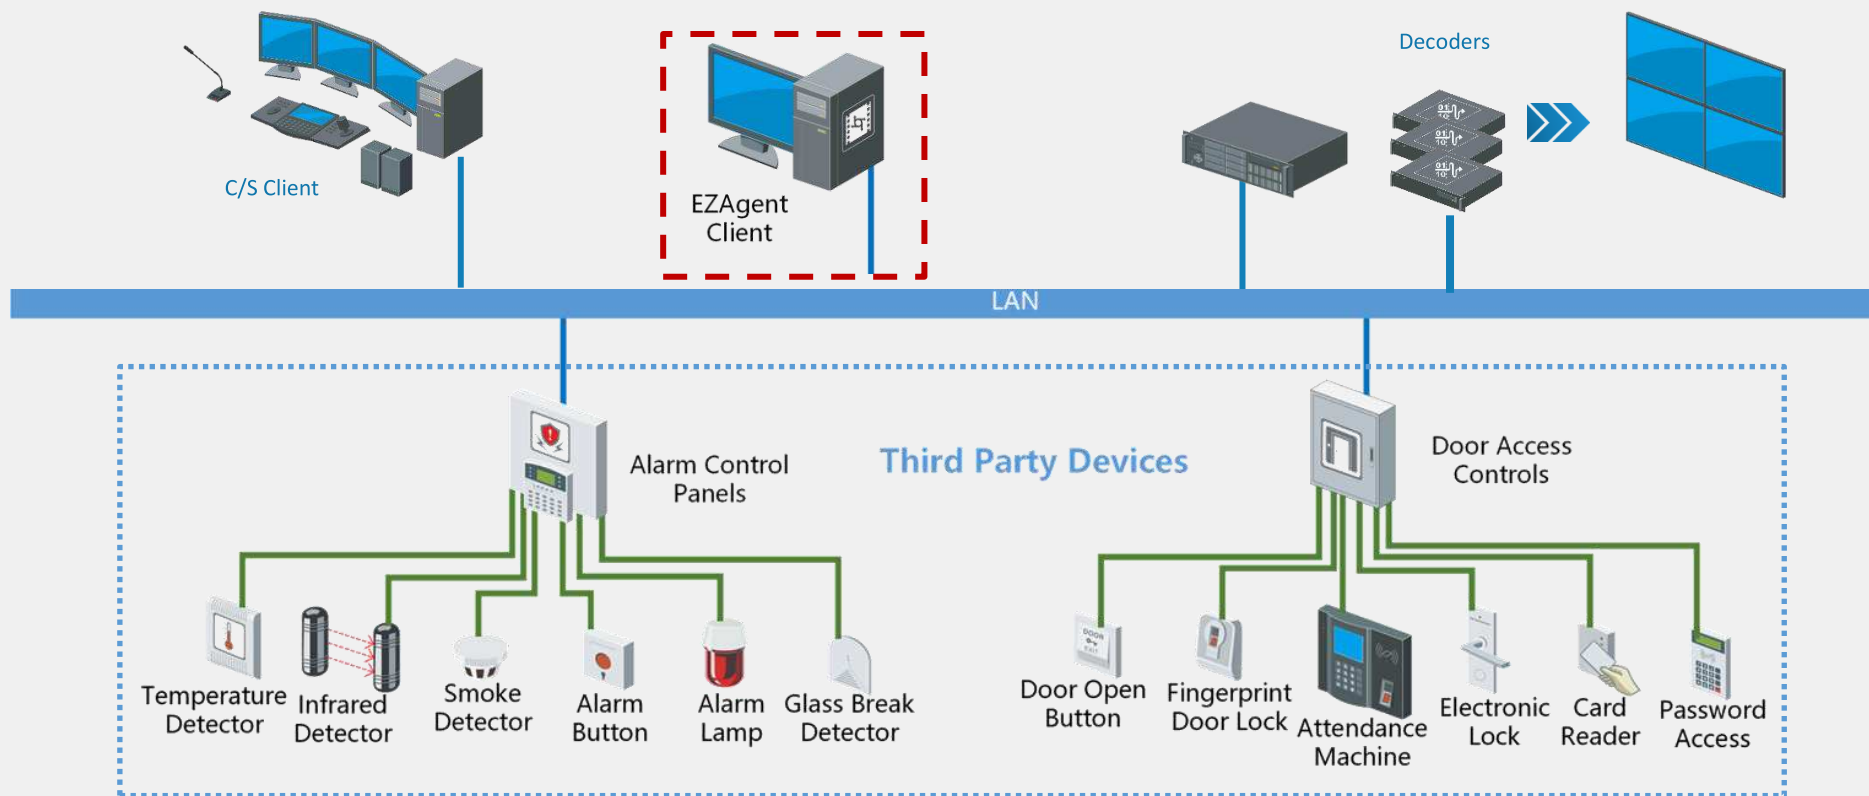 Decoders
C/S Client
EZAgent
Client
LAN
Alarm Control
Panels
Third Party Devices
Door Access
Controls
DOOR
EXIT
Temperature
Detector
Infrared
Detector
Smoke
Detector
Alarm
Button
Alarm
Lamp
Glass Break
Detector
Door Open
Button
Fingerprint
Door Lock
Attendance
Machine
Electronic
Lock
Card
Reader
Password
Access